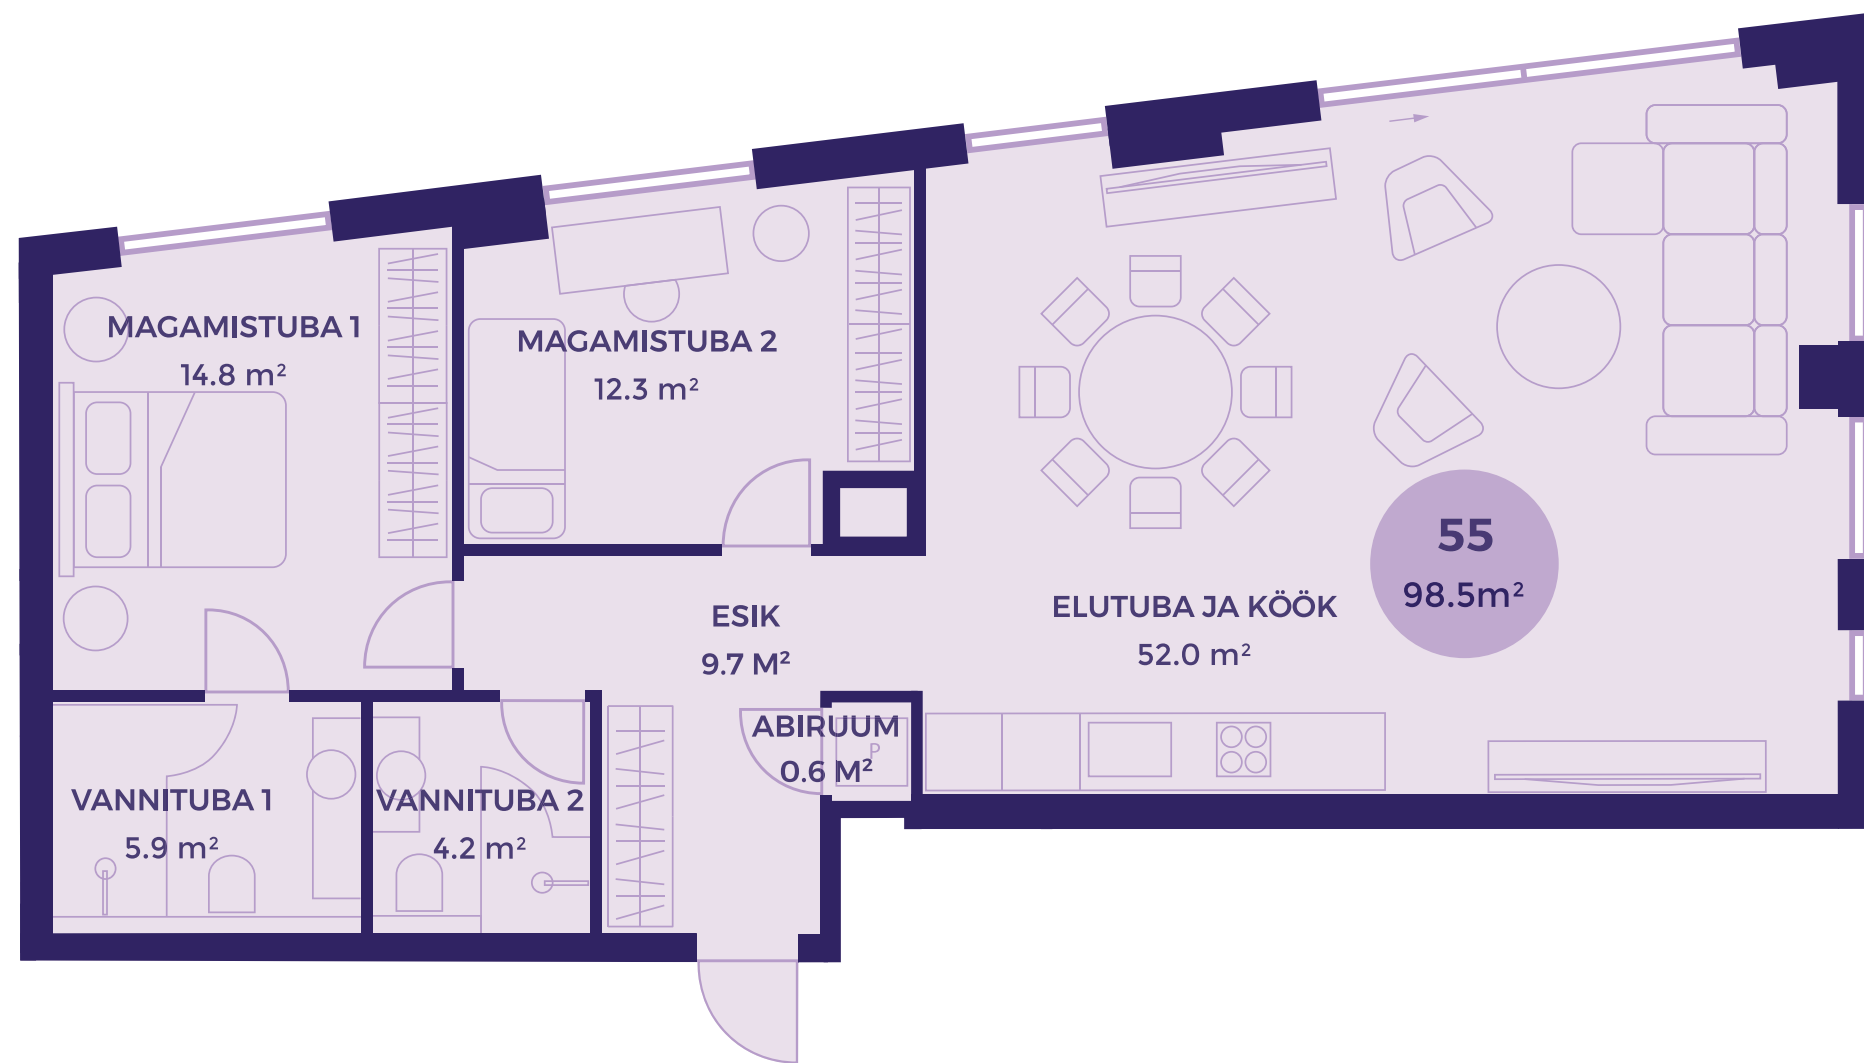 MAGAMISTUBA 1
14.8 m²
MAGAMISTUBA 2
12.3 m²
55
98.5m²
ESIK
9.7 M²
ELUTUBA JA KÖÖK
52.0 m²
ABIRUUM
P
0.6 M²
VANNITUBA 1
5.9 m²
VANNITUBA 2
4.2 m²